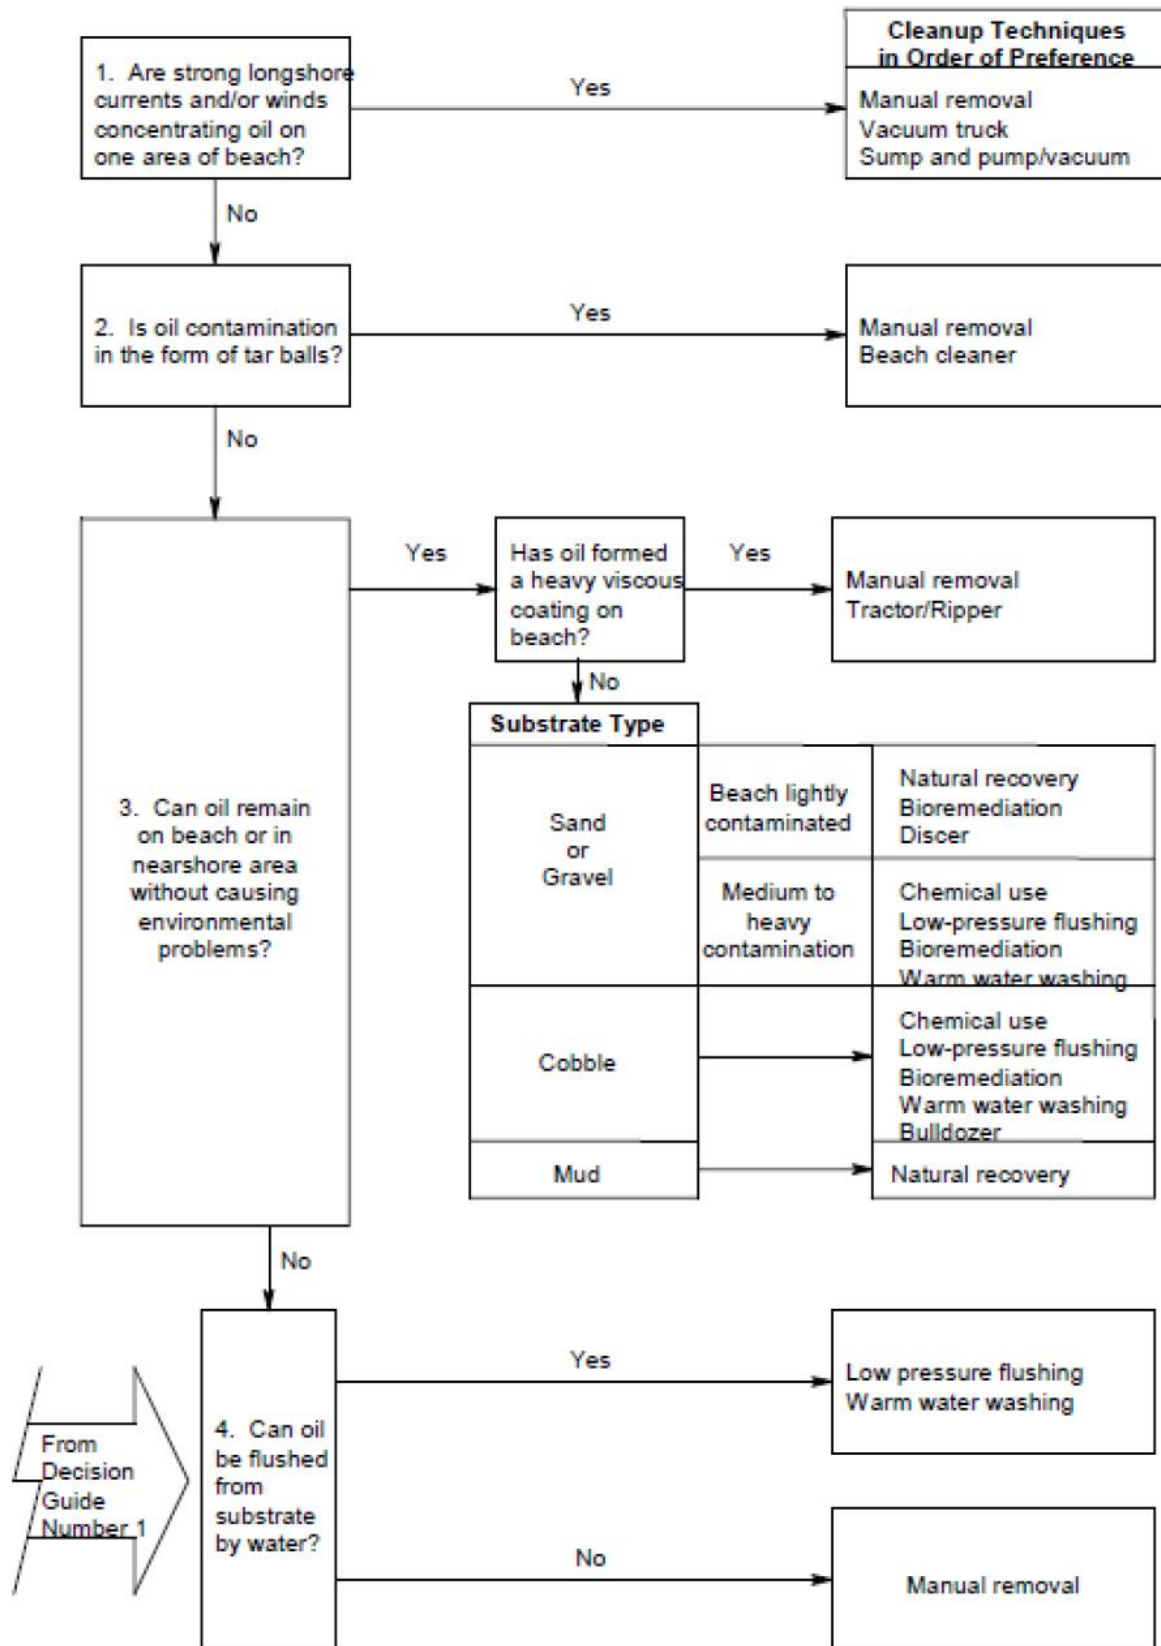 Cleanup Techniques
in Order of Preference
1. Are strong longshore
currents and/or winds
concentrating oil on
one area of beach?
Yes
Manual removal
Vacuum truck
Sump and pump/vacuum
No
2. Is oil contamination
in the form of tar balls?
Yes
Manual removal
Beach cleaner
No
3. Can oil remain
on beach or in
nearshore area
without causing
environmental
problems?
Yes
Has oil formed
a heavy viscous
coating on
beach?
Yes
Manual removal
Tractor/Ripper
No
Substrate Type
Sand
or
Gravel
Beach lightly
contaminated
Natural recovery
Bioremediation
Discer
Medium to
heavy
contamination
Chemical use
Low-pressure flushing
Bioremediation
Warm water washing
Cobble
Chemical use
Low-pressure flushing
Bioremediation
Warm water washing
Bulldozer
Mud
Natural recovery
No
From
Decision
Guide
Number 1
4. Can oil
be flushed
from
substrate
by water?
Yes
Low pressure flushing
Warm water washing
No
Manual removal